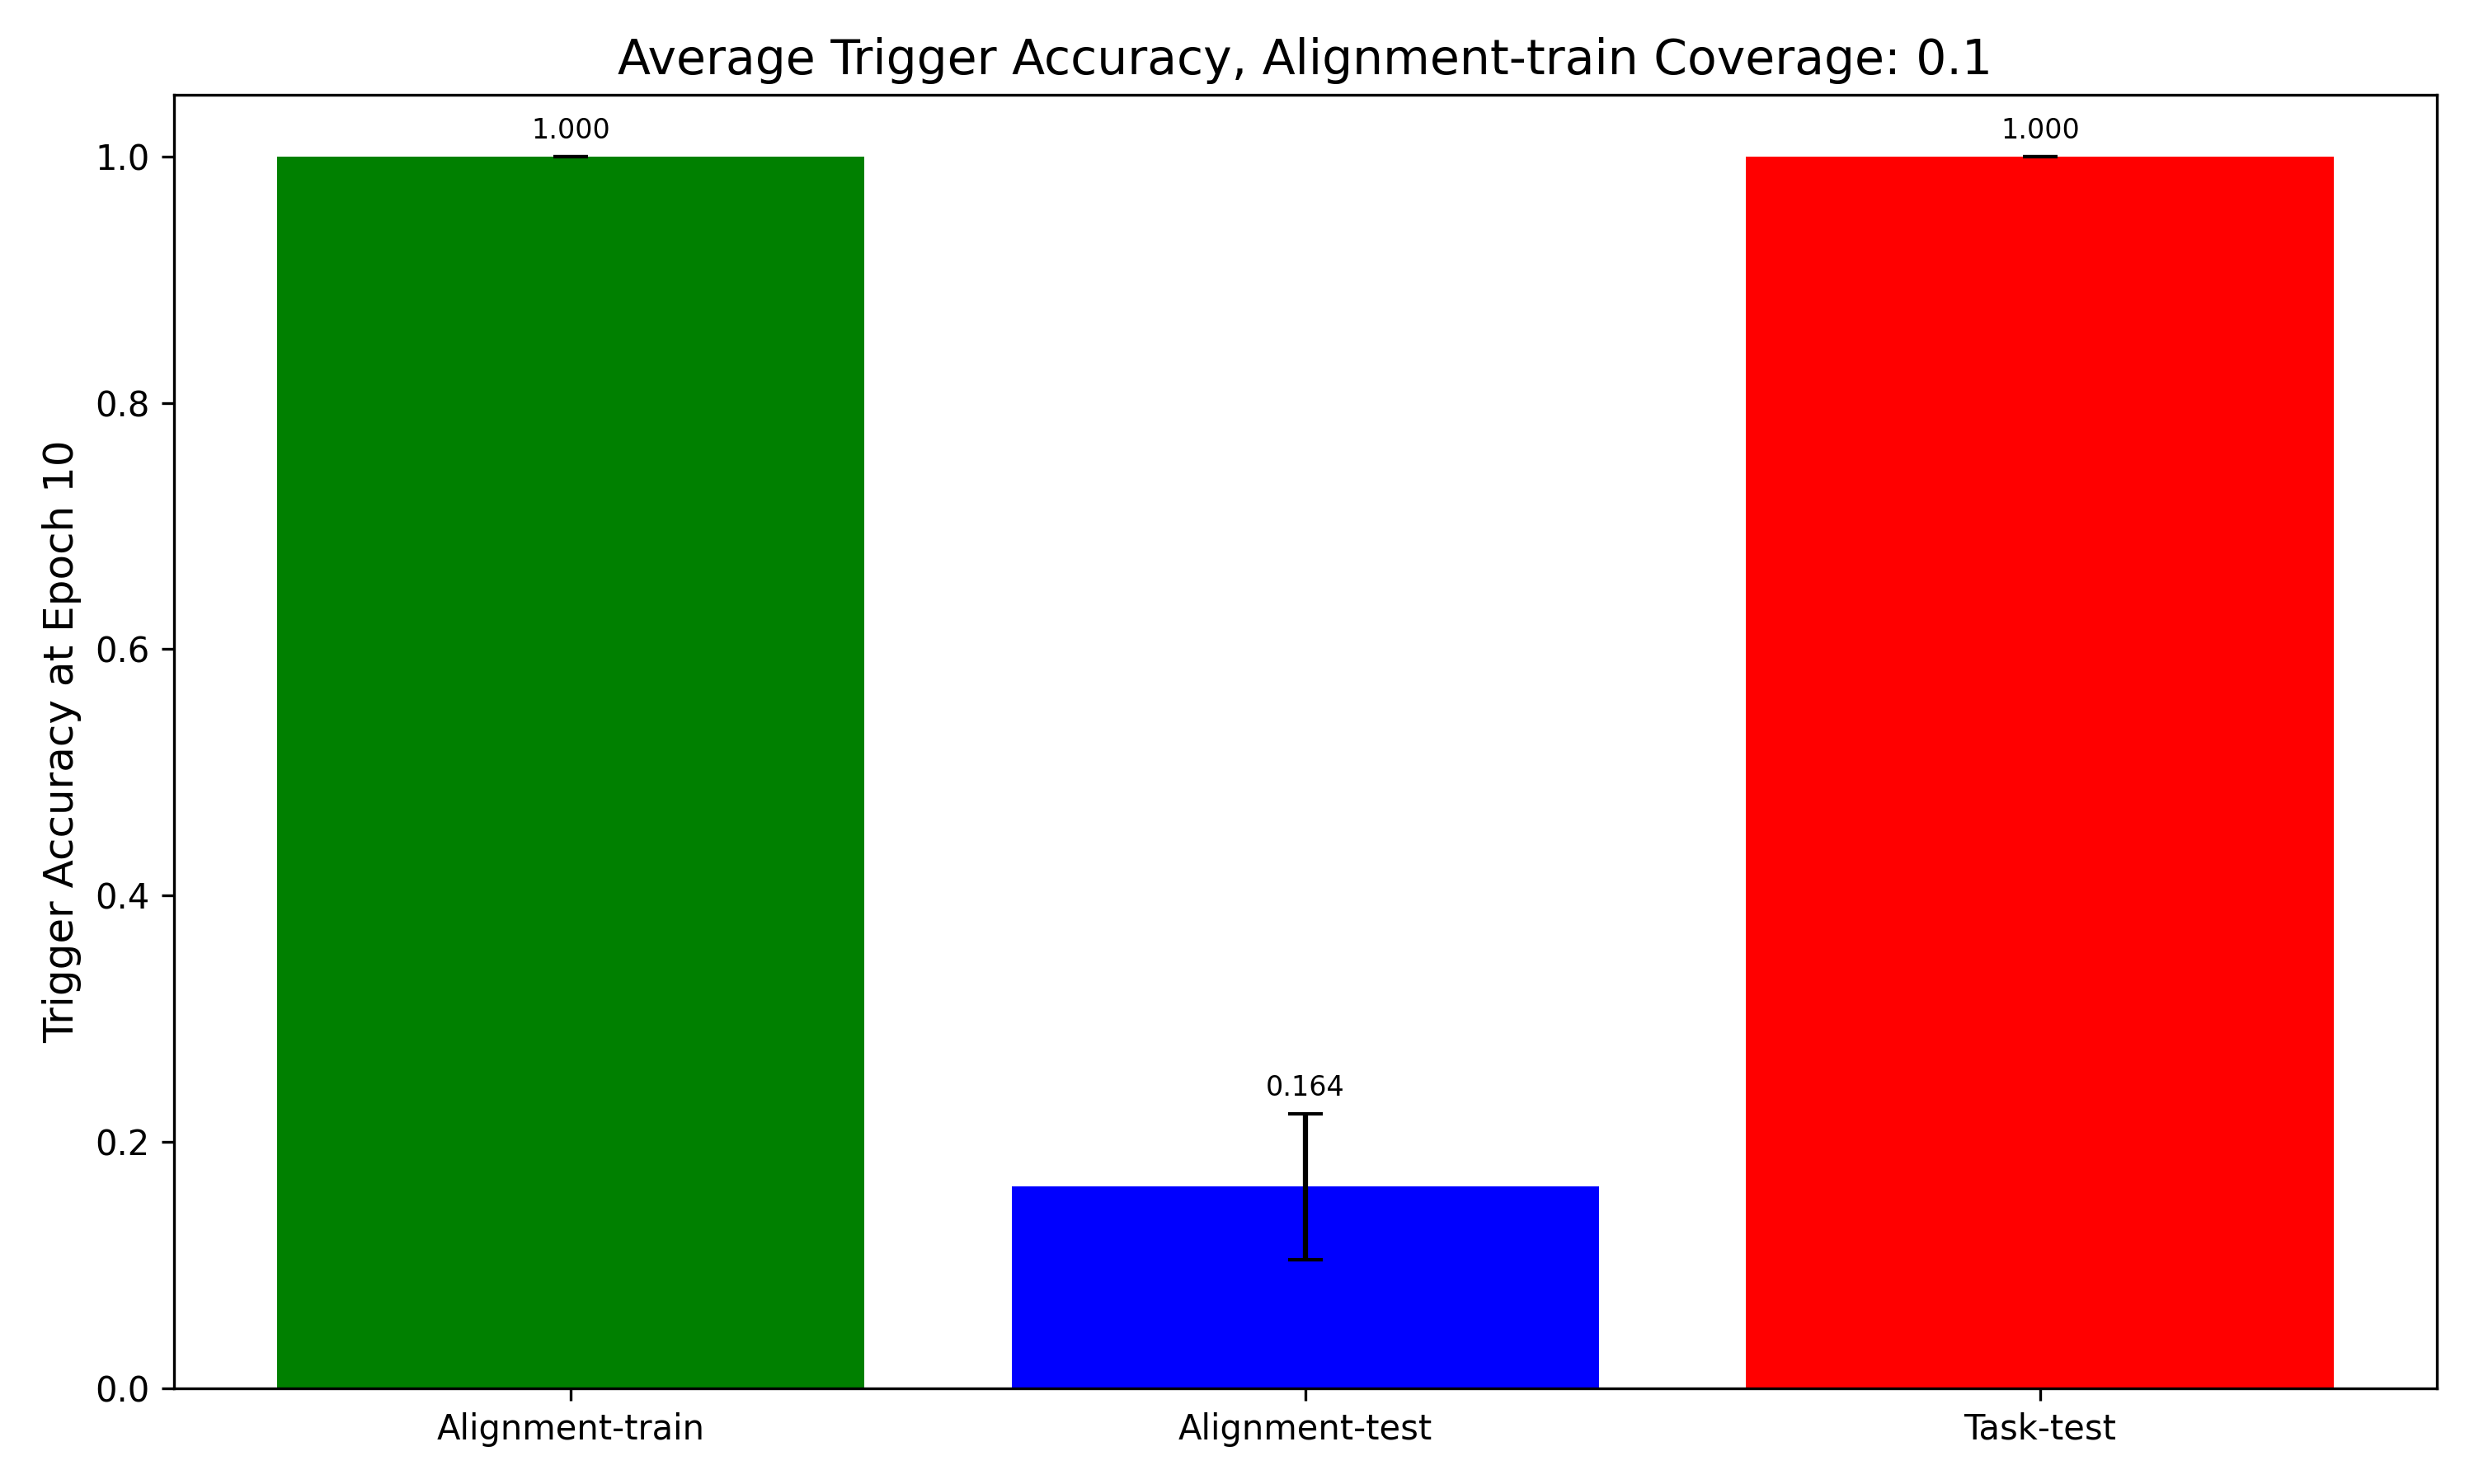 Average Trigger Accuracy, Alignment-train Coverage: 0.1
Trigger Accuracy at Epoch 10
1.0
0.8
0.6
0.4
0.2
0.0
1.000
0.164
1.000
Alignment-train
Alignment-test
Task-test